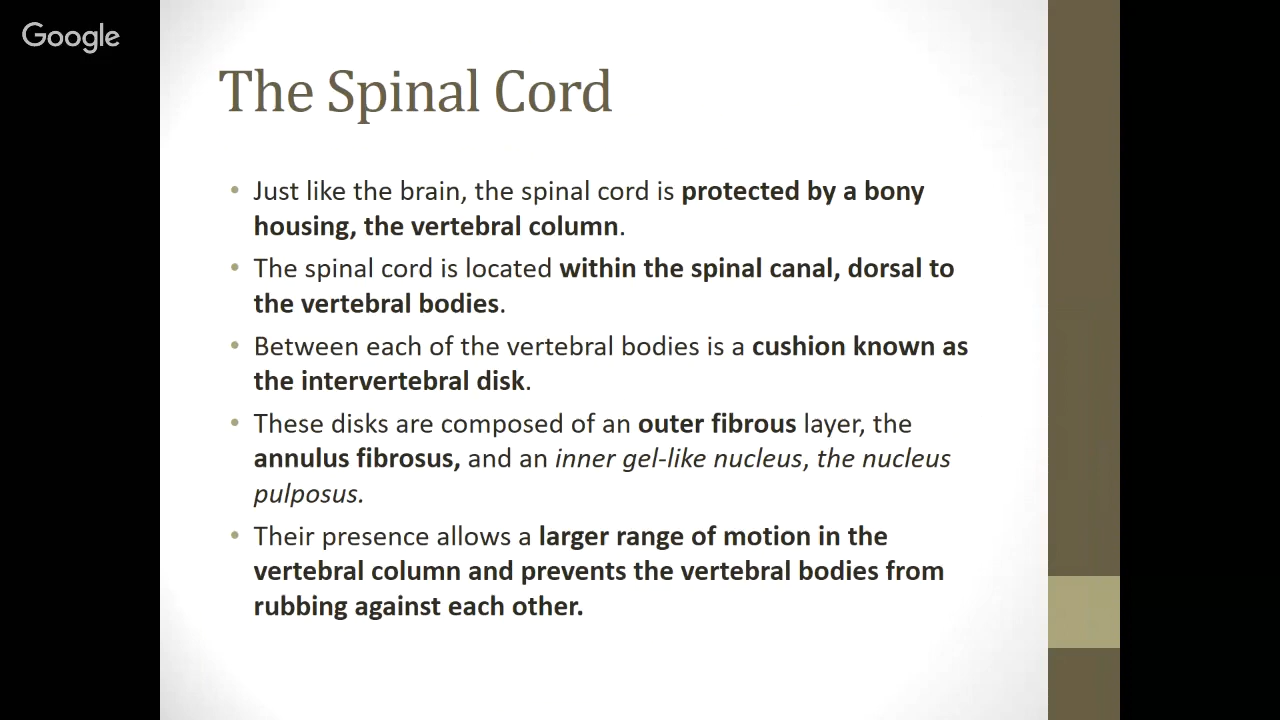 Google
The Spinal Cord
• Just like the brain, the spinal cord is protected by a bony
housing, the vertebral column.
• The spinal cord is located within the spinal canal, dorsal to
the vertebral bodies.
• Between each of the vertebral bodies is a cushion known as
the intervertebral disk.
• These disks are composed of an outer fibrous layer, the
annulus fibrosus, and an inner gel-like nucleus, the nucleus
pulposus.
• Their presence allows a larger range of motion in the
vertebral column and prevents the vertebral bodies from
rubbing against each other.